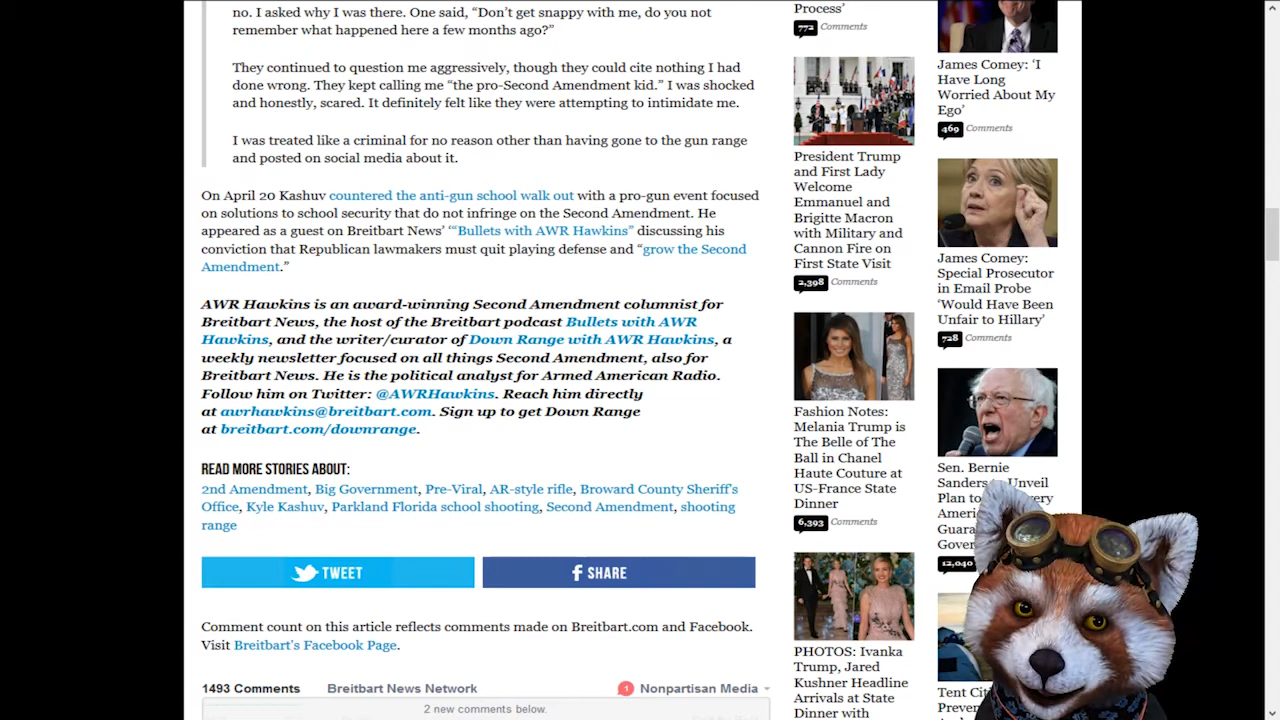 no. I asked why I was there. One said, “Don’t get snappy with me, do you not
remember what happened here a few months ago?”
They continued to question me aggressively, though they could cite nothing I had
done wrong. They kept calling me “the pro-Second Amendment kid.” I was shocked
and honestly, scared. It definitely felt like they were attempting to intimidate me.
I was treated like a criminal for no reason other than having gone to the gun range
and posted on social media about it.
On April 20 Kashuv countered the anti-gun school walk out with a pro-gun event focused
on solutions to school security that do not infringe on the Second Amendment. He
appeared as a guest on Breitbart News’ “Bullets with AWR Hawkins” discussing his
conviction that Republican lawmakers must quit playing defense and “grow the Second
Amendment.”
AWR Hawkins is an award-winning Second Amendment columnist for
Breitbart News, the host of the Breitbart podcast Bullets with AWR
Hawkins, and the writer/curator of Down Range with AWR Hawkins, a
weekly newsletter focused on all things Second Amendment, also for
Breitbart News. He is the political analyst for Armed American Radio.
Follow him on Twitter: @AWRHawkins. Reach him directly
at awrhawkins@breitbart.com. Sign up to get Down Range
at breitbart.com/downrange.
READ MORE STORIES ABOUT:
2nd Amendment, Big Government, Pre-Viral, AR-style rifle, Broward County Sheriff's
Office, Kyle Kashuv, Parkland Florida school shooting, Second Amendment, shooting
range
TWEET
SHARE
Comment count on this article reflects comments made on Breitbart.com and Facebook.
Visit Breitbart's Facebook Page.
1493 Comments
Breitbart News Network
1
Nonpartisan Media
2 new comments below.
Process’
772 Comments
President Trump
and First Lady
Welcome
Emmanuel and
Brigitte Macron
with Military and
Cannon Fire on
First State Visit
2,398 Comments
Fashion Notes:
Melania Trump is
The Belle of The
Ball in Chanel
Haute Couture at
US-France State
Dinner
6,393 Comments
PHOTOS: Ivanka
Trump, Jared
Kushner Headline
Arrivals at State
Dinner with
James Comey: ‘I
Have Long
Worried About My
Ego’
469 Comments
James Comey:
Special Prosecutor
in Email Probe
‘Would Have Been
Unfair to Hillary’
728 Comments
Sen. Bernie
Sanders to Unveil
Plan to
12,040
Tent